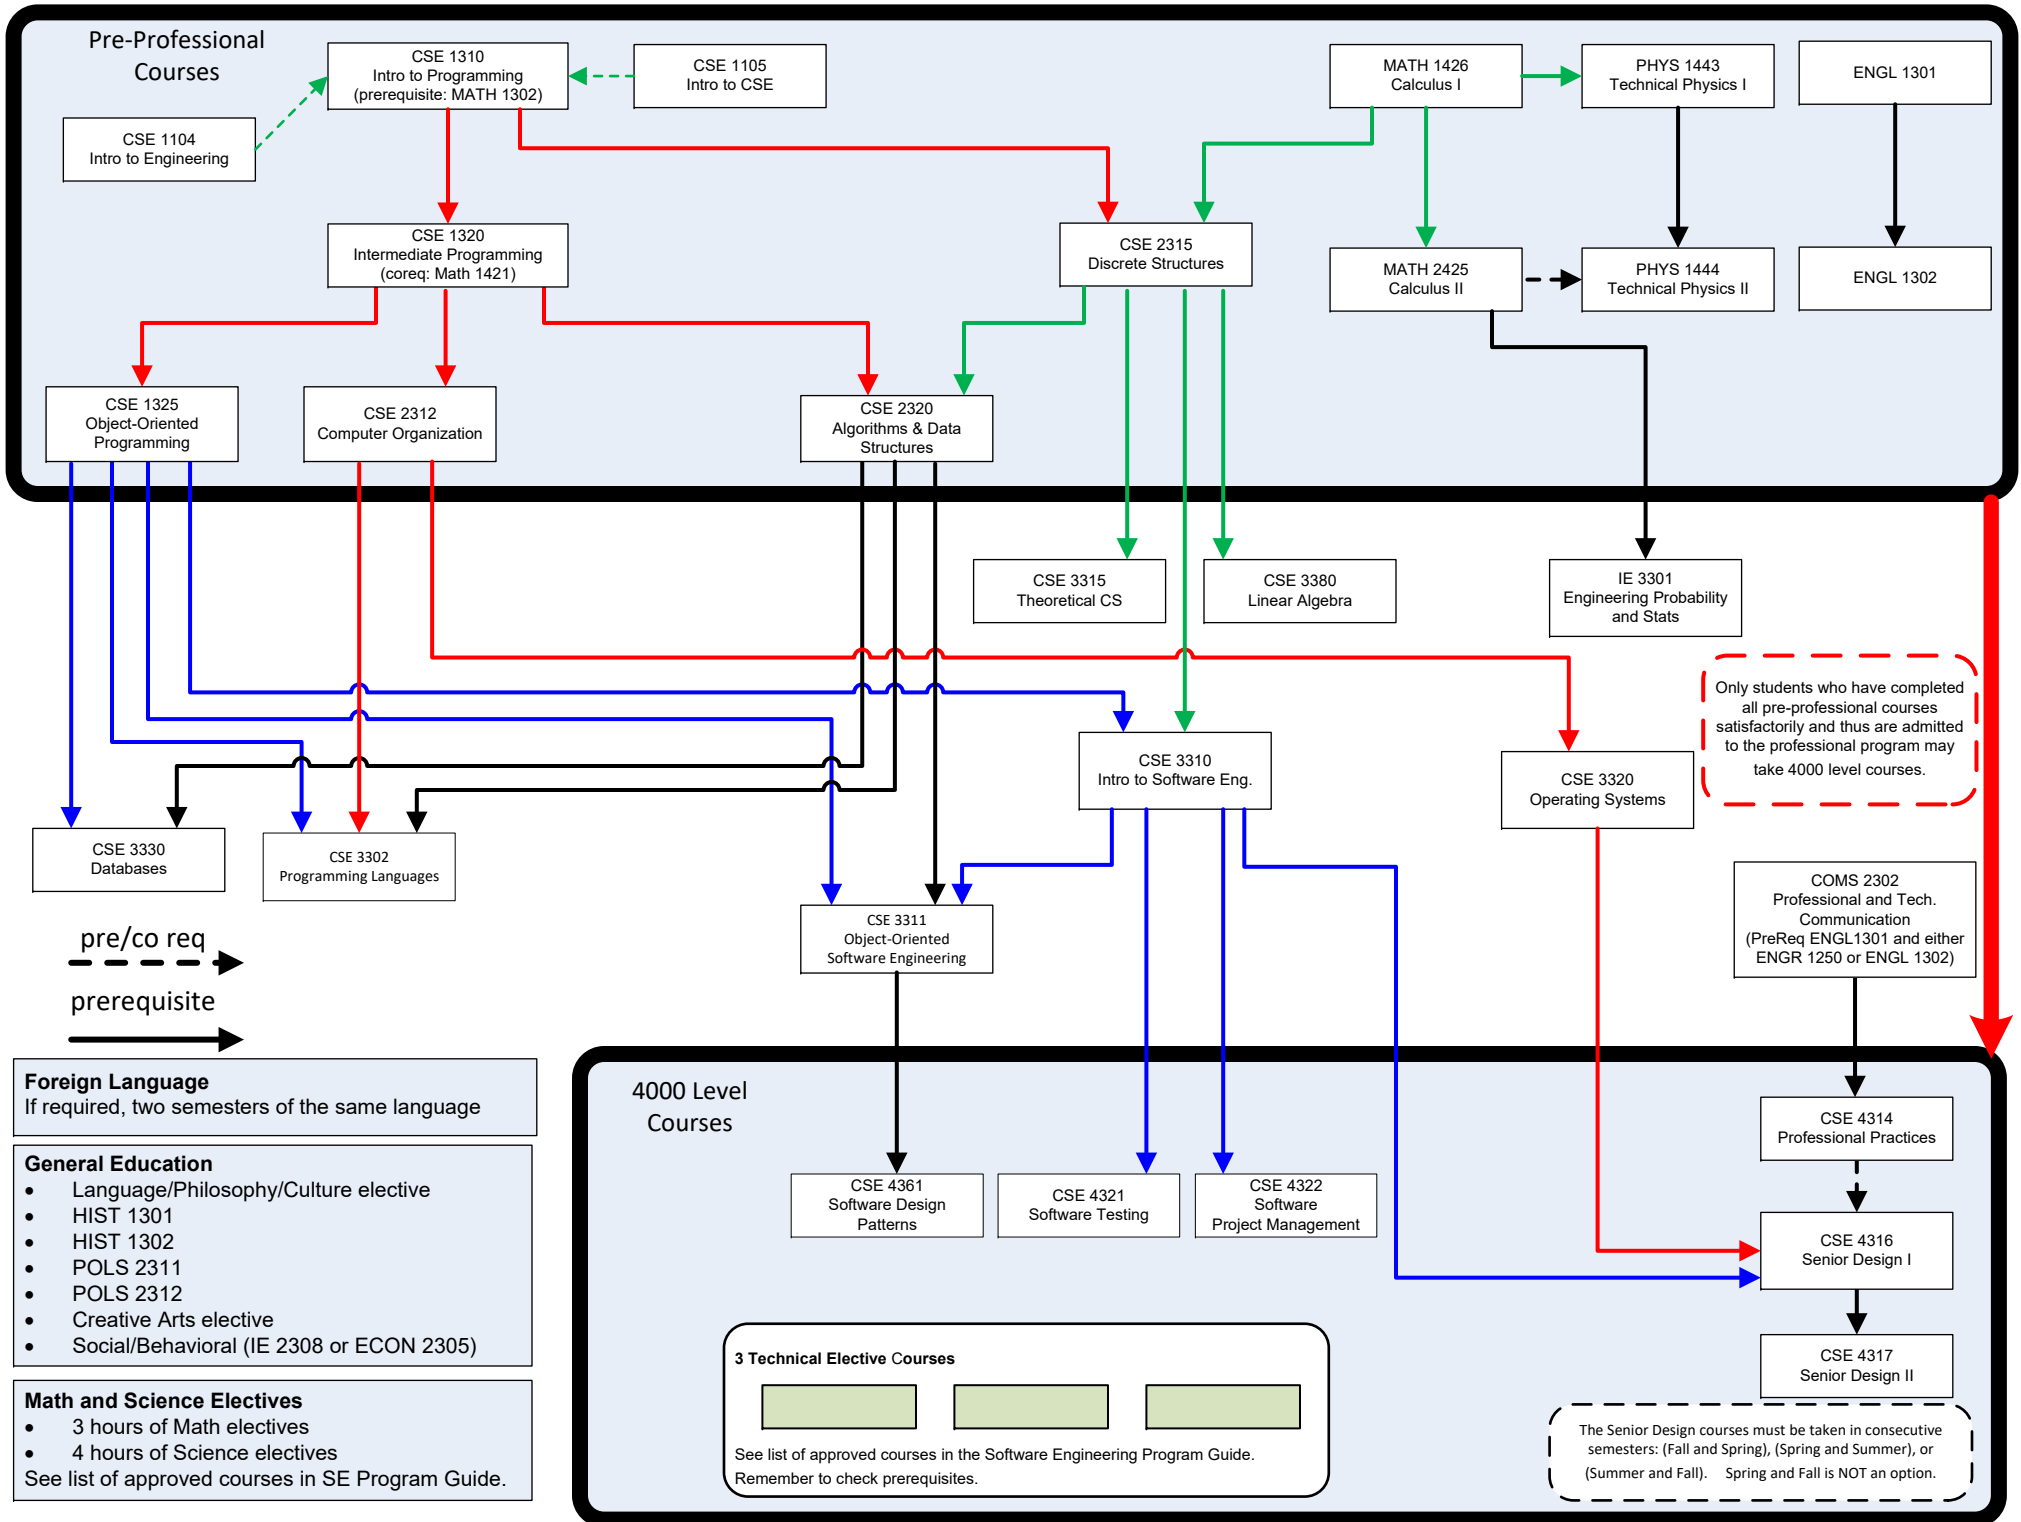 Pre-Professional
Courses
CSE 1310
Intro to Programming
(prerequisite: MATH 1302)
CSE 1105
Intro to CSE
MATH 1426
Calculus I
PHYS 1443
Technical Physics I
ENGL 1301
CSE 1104
Intro to Engineering
CSE 1320
Intermediate Programming
(coreq: Math 1421)
CSE 2315
Discrete Structures
MATH 2425
Calculus II
PHYS 1444
Technical Physics II
ENGL 1302
CSE 1325
Object-Oriented
Programming
CSE 2312
Computer Organization
CSE 2320
Algorithms & Data
Structures
CSE 3315
Theoretical CS
CSE 3380
Linear Algebra
IE 3301
Engineering Probability
and Stats
Only students who have completed
all pre-professional courses
satisfactorily and thus are admitted
to the professional program may
take 4000 level courses.
CSE 3310
Intro to Software Eng.
CSE 3320
Operating Systems
CSE 3330
Databases
CSE 3302
Programming Languages
CSE 3311
Object-Oriented
Software Engineering
COMS 2302
Professional and Tech.
Communication
(PreReq ENGL1301 and either
ENGR 1250 or ENGL 1302)
pre/co req
prerequisite
Foreign Language
If required, two semesters of the same language
General Education
• Language/Philosophy/Culture elective
• HIST 1301
• HIST 1302
• POLS 2311
• POLS 2312
• Creative Arts elective
• Social/Behavioral (IE 2308 or ECON 2305)
Math and Science Electives
• 3 hours of Math electives
• 4 hours of Science electives
See list of approved courses in SE Program Guide.
4000 Level
Courses
CSE 4314
Professional Practices
CSE 4361
Software Design
Patterns
CSE 4321
Software Testing
CSE 4322
Software
Project Management
CSE 4316
Senior Design I
CSE 4317
Senior Design II
3 Technical Elective Courses
See list of approved courses in the Software Engineering Program Guide.
Remember to check prerequisites.
The Senior Design courses must be taken in consecutive
semesters: (Fall and Spring), (Spring and Summer), or
(Summer and Fall). Spring and Fall is NOT an option.